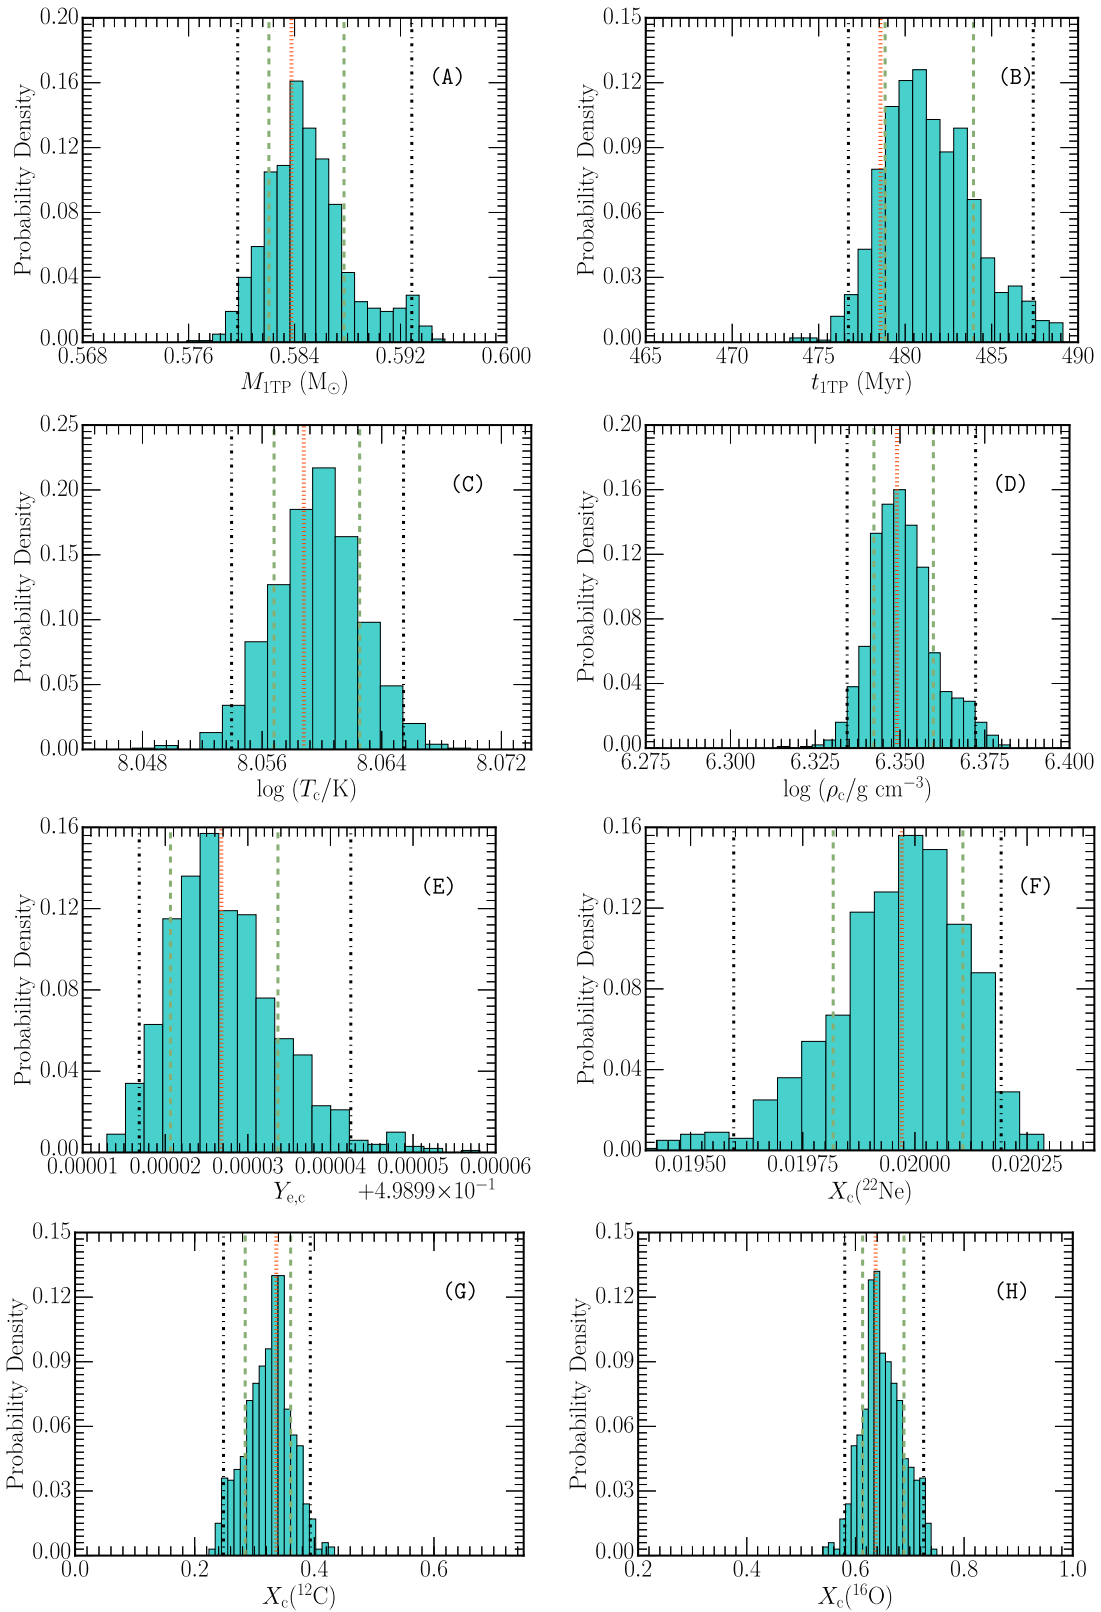 0.20
0.16
0.12
0.08
0.04
0.00
Probability Density
(A)
0.568 0.576 0.584 0.592 0.600
M1TP (M⊙)
0.15
0.12
0.09
0.06
0.03
0.00
Probability Density
(B)
465 470 475 480 485 490
t1TP (Myr)
0.25
0.20
0.15
0.10
0.05
0.00
Probability Density
(C)
8.048 8.056 8.064 8.072
log (Tc/K)
0.20
0.16
0.12
0.08
0.04
0.00
Probability Density
(D)
6.275 6.300 6.325 6.350 6.375 6.400
log (ρc/g cm−3)
0.16
0.12
0.08
0.04
0.00
Probability Density
(E)
0.00001 0.00002 0.00003 0.00004 0.00005 0.00006
Ye,c +4.9899×10−1
0.16
0.12
0.08
0.04
0.00
Probability Density
(F)
0.01950 0.01975 0.02000 0.02025
Xc(22Ne)
0.15
0.12
0.09
0.06
0.03
0.00
Probability Density
(G)
0.0 0.2 0.4 0.6
Xc(12C)
0.15
0.12
0.09
0.06
0.03
0.00
Probability Density
(H)
0.2 0.4 0.6 0.8 1.0
Xc(16O)